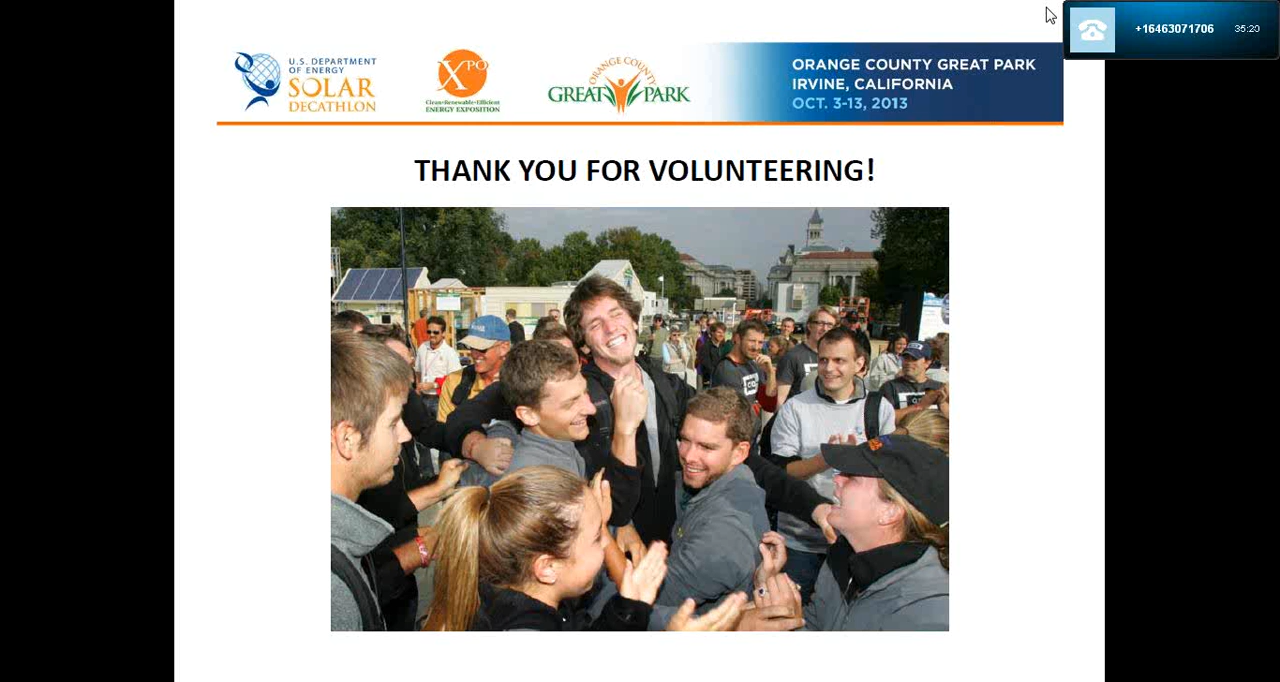 U.S. DEPARTMENT
OF ENERGY
SOLAR
DECATHLON
XPO
Clean•Renewable•Efficient
ENERGY EXPOSITION
ORANGE COUNTY
GREAT PARK
ORANGE COUNTY GREAT PARK
IRVINE, CALIFORNIA
OCT. 3-13, 2013
+16463071706
35:20
THANK YOU FOR VOLUNTEERING!